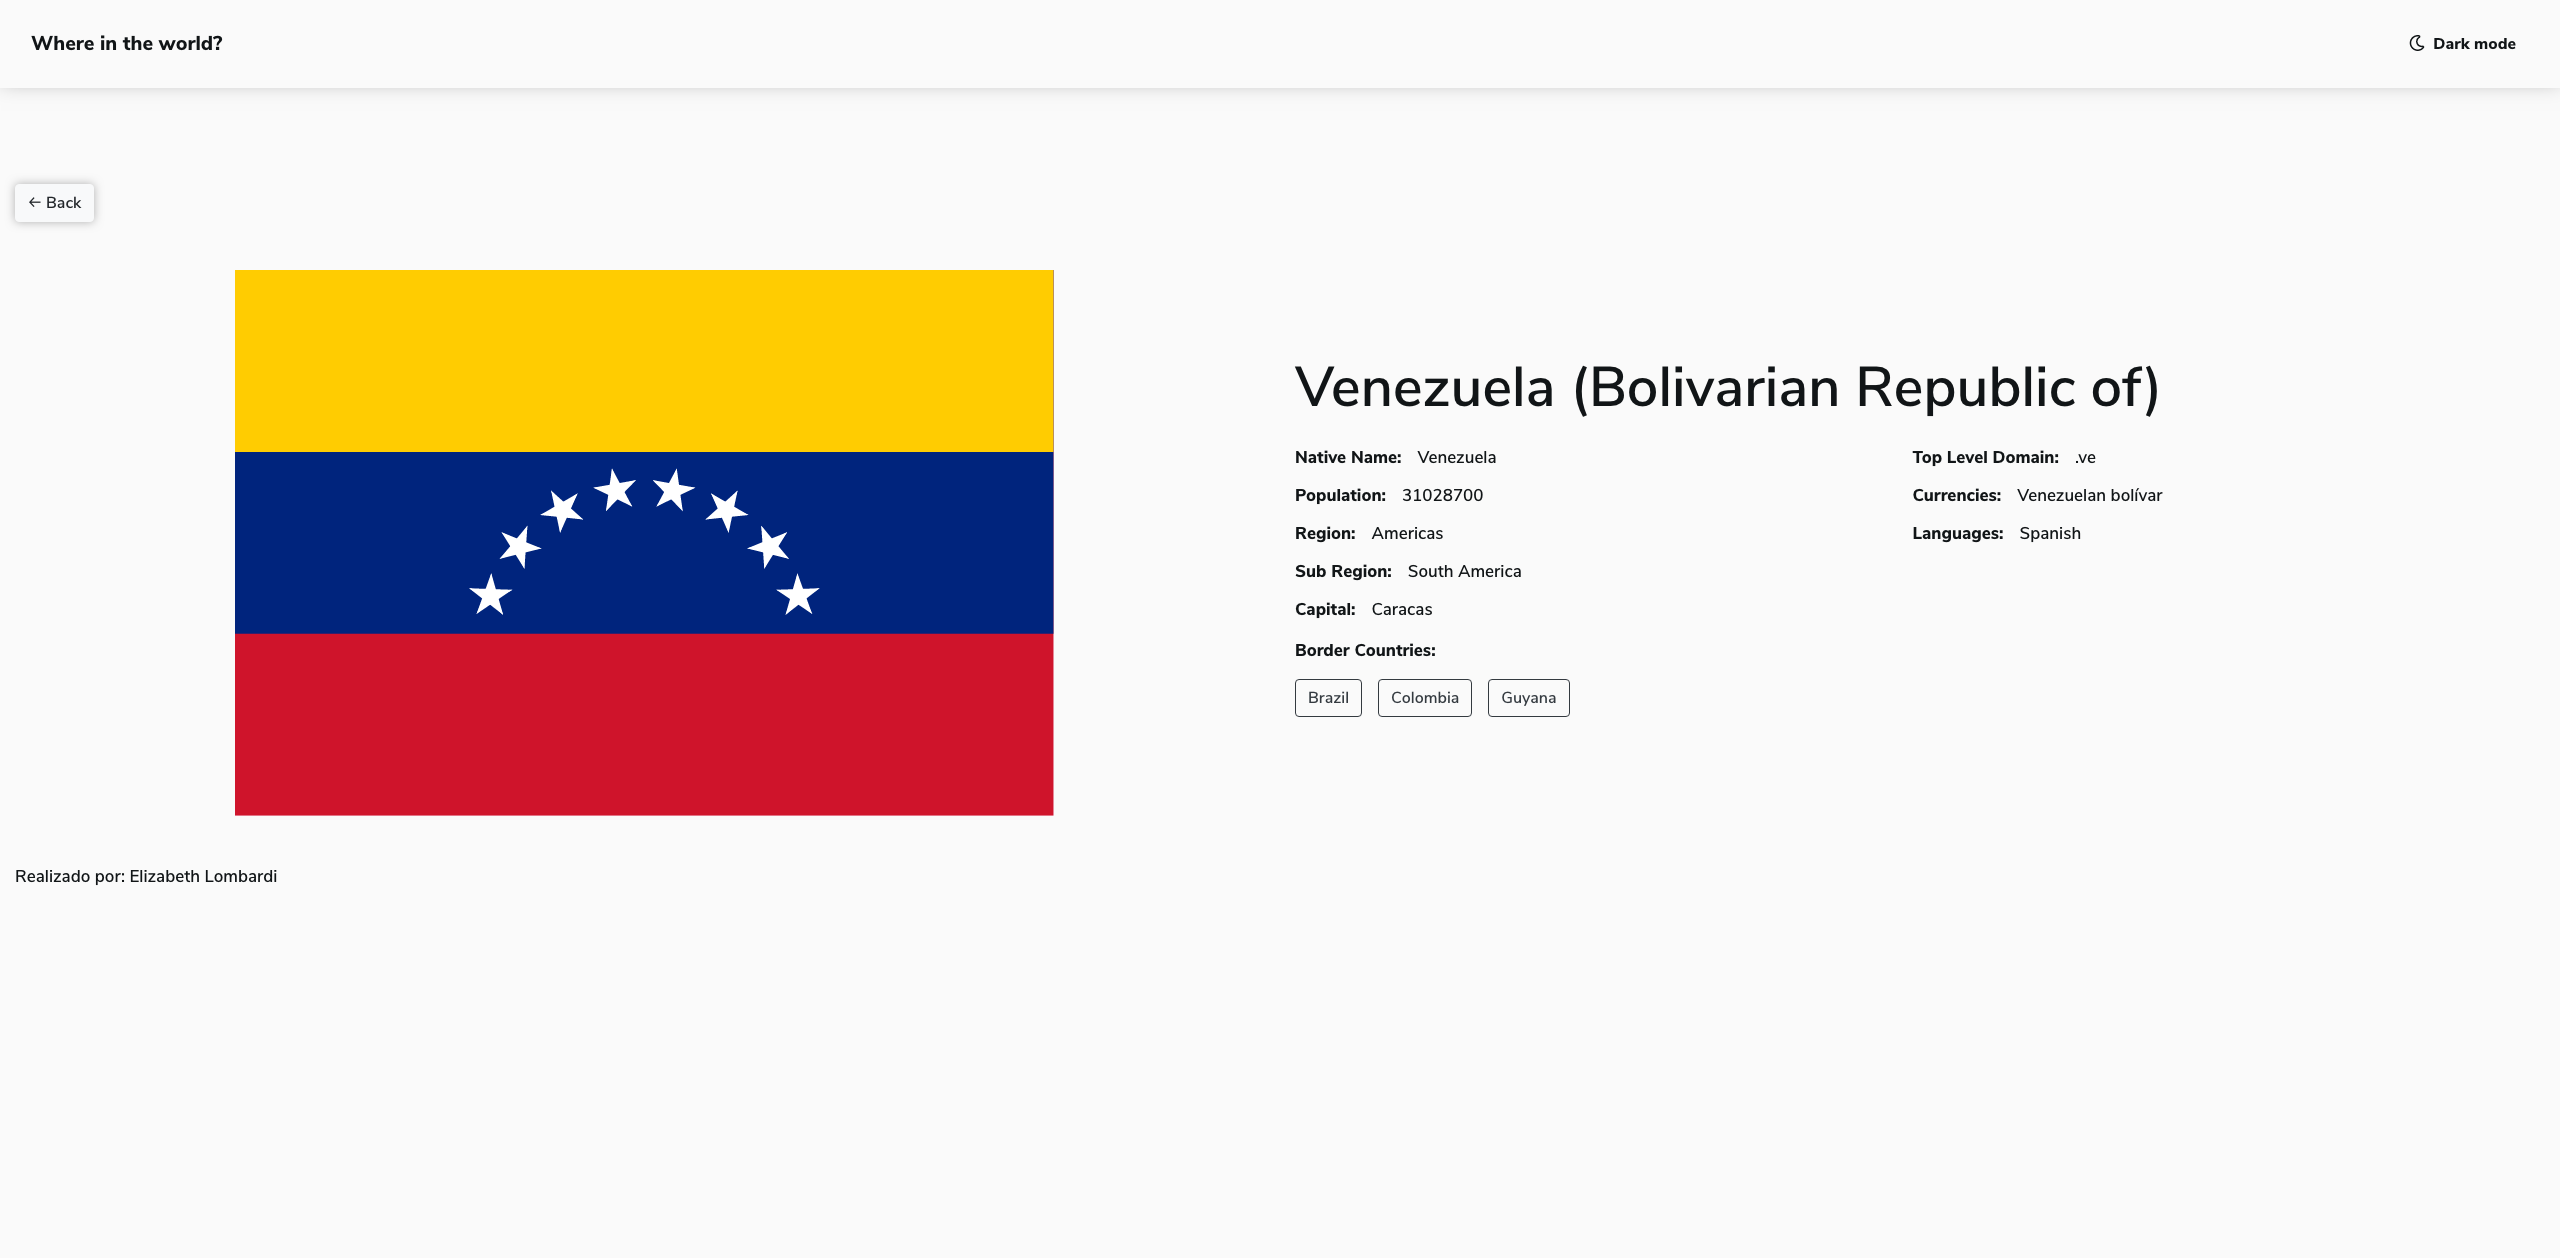 Where in the world?
Dark mode
← Back
Venezuela (Bolivarian Republic of)
Native Name: Venezuela
Population: 31028700
Region: Americas
Sub Region: South America
Capital: Caracas
Top Level Domain: .ve
Currencies: Venezuelan bolívar
Languages: Spanish
Border Countries:
Brazil Colombia Guyana
Realizado por: Elizabeth Lombardi